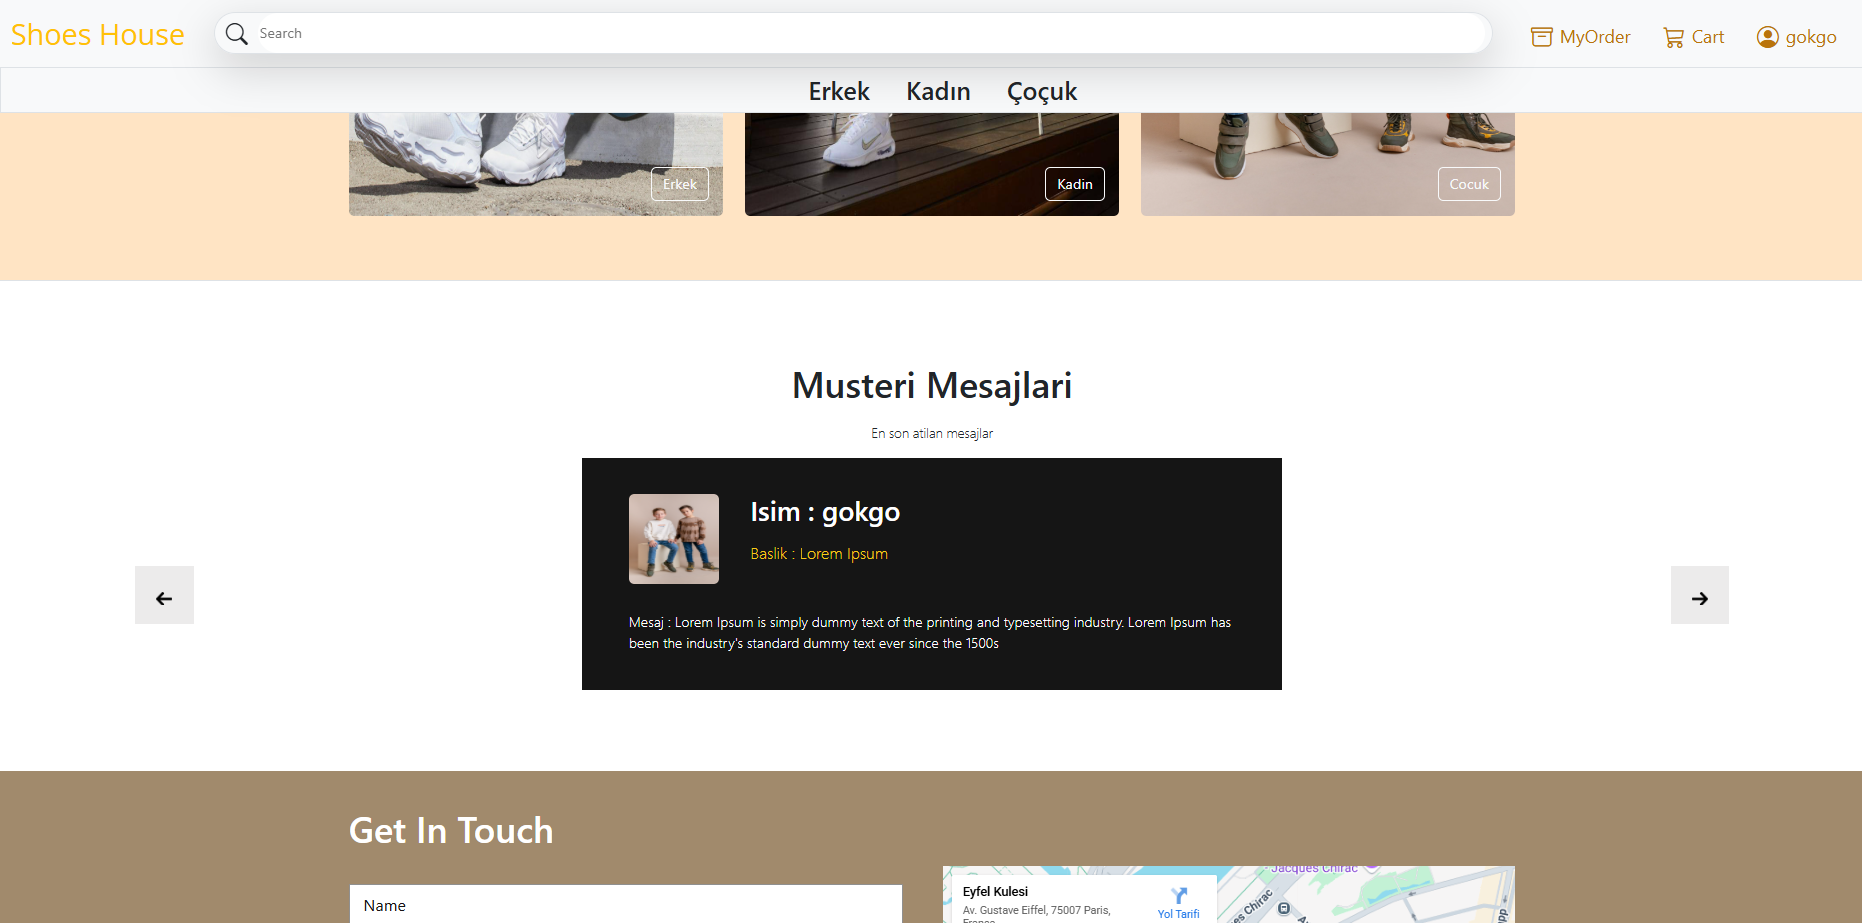 Shoes House
Search
MyOrder
Cart
gokgo
Erkek
Kadın
Çoçuk
Erkek
Kadin
Cocuk
Musteri Mesajlari
En son atilan mesajlar
Isim : gokgo
Baslik : Lorem Ipsum
Mesaj : Lorem Ipsum is simply dummy text of the printing and typesetting industry. Lorem Ipsum has
been the industry's standard dummy text ever since the 1500s
Get In Touch
Name
Eyfel Kulesi
Av. Gustave Eiffel, 75007 Paris,
France
Yol Tarifi
Jacques Chirac
es Chirac